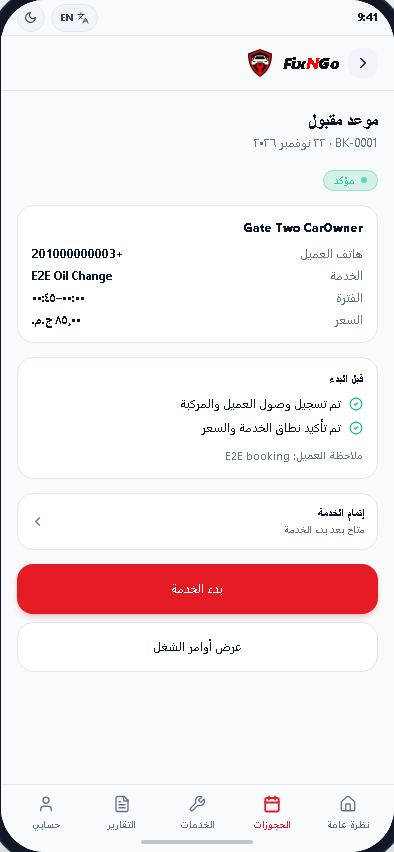 9:41
EN
FixNGo
موعد مقبول
BK-0001 · ٢٢ نوفمبر ٢٠٢٦
مؤكد
Gate Two CarOwner
هاتف العميل
201000000003+
الخدمة
E2E Oil Change
الفترة
٠٠:٠٠–٠٠:٤٥
السعر
٨٥٫٠٠ ج.م.
قبل البدء
تم تسجيل وصول العميل والمركبة
تم تأكيد نطاق الخدمة والسعر
ملاحظة العميل: E2E booking
إتمام الخدمة
متاح بعد بدء الخدمة
بدء الخدمة
عرض أوامر الشغل
نظرة عامة
الحجوزات
الخدمات
التقارير
حسابي